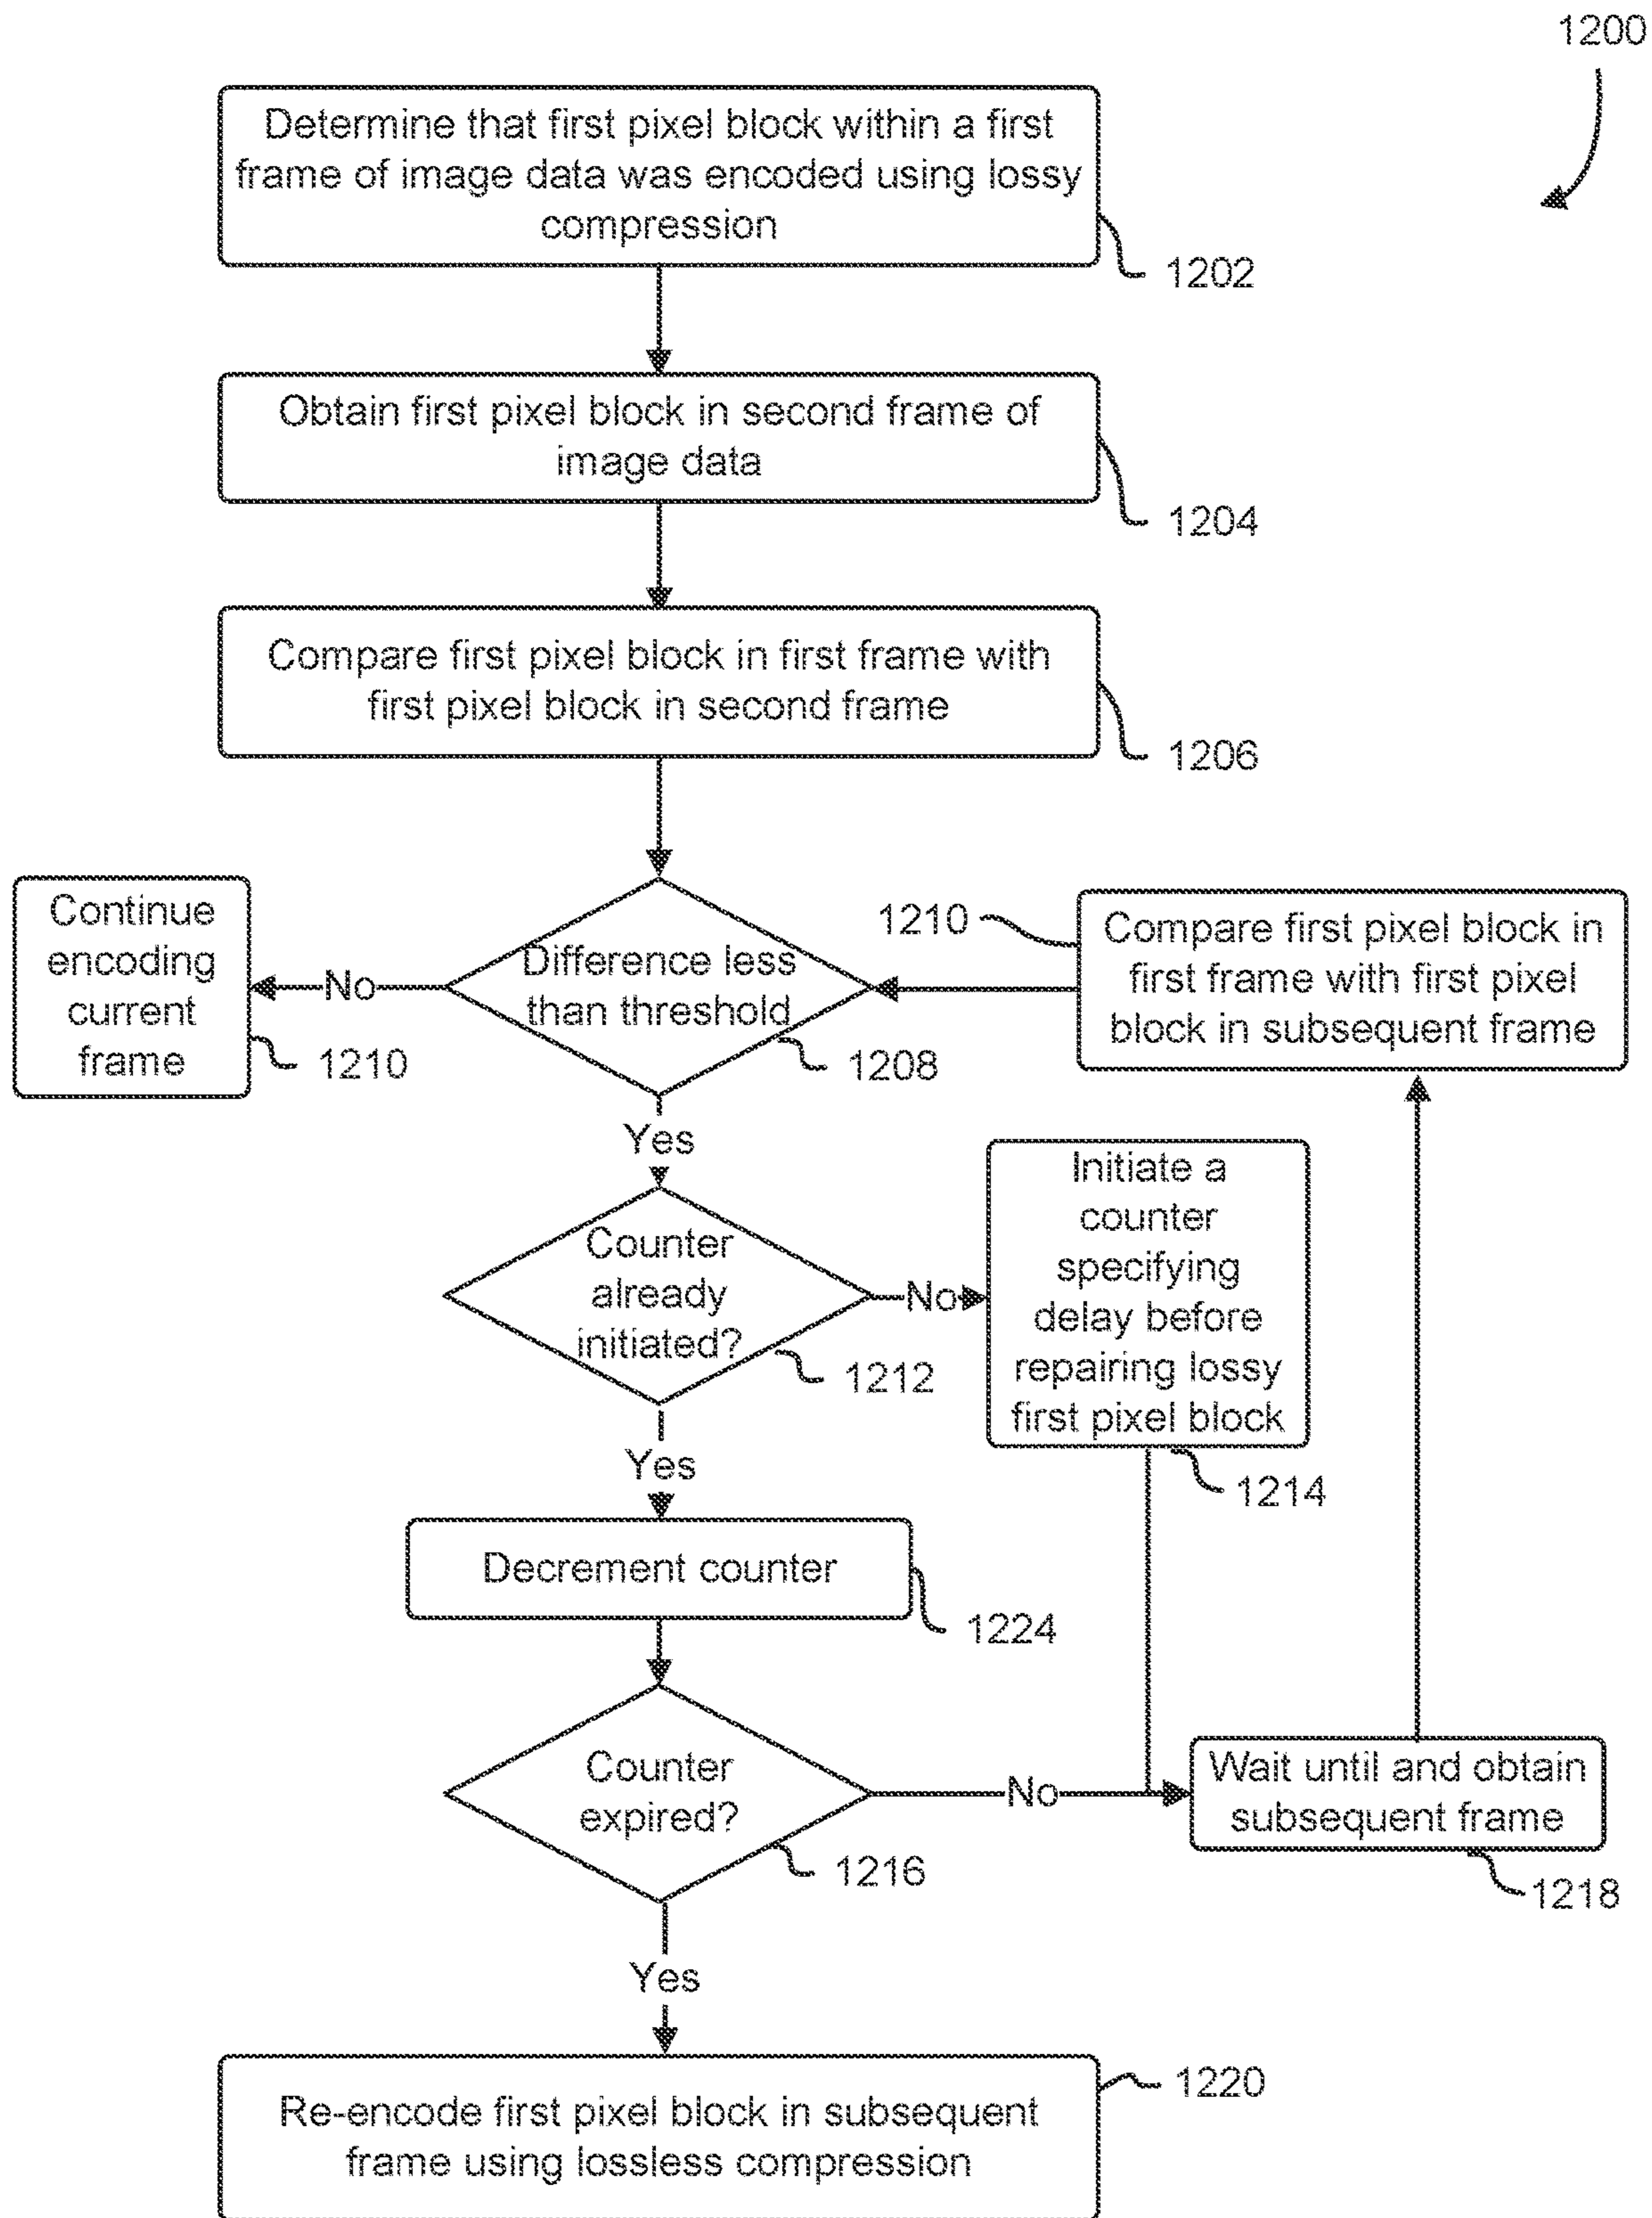 1200
Determine that first pixel block within a first
frame of image data was encoded using lossy
compression
1202
Obtain first pixel block in second frame of
image data
1204
Compare first pixel block in first frame with
first pixel block in second frame
1206
Continue
encoding
current
frame
1210
No
Difference less
than threshold
1208
1210
Compare first pixel block in
first frame with first pixel
block in subsequent frame
Yes
Counter
already
initiated?
1212
No
Initiate a
counter
specifying
delay before
repairing lossy
first pixel block
1214
Yes
Decrement counter
1224
Counter
expired?
1216
No
Wait until and obtain
subsequent frame
1218
Yes
Re-encode first pixel block in subsequent
frame using lossless compression
1220